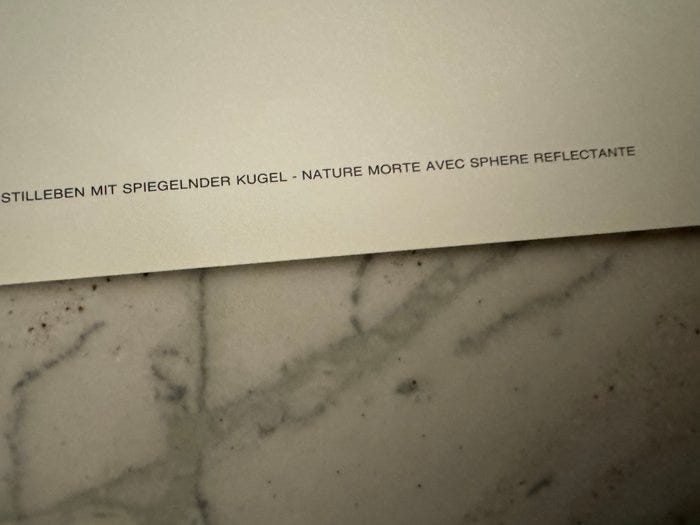 STILLEBEN MIT SPIEGELNDER KUGEL - NATURE MORTE AVEC SPHERE REFLECTANTE